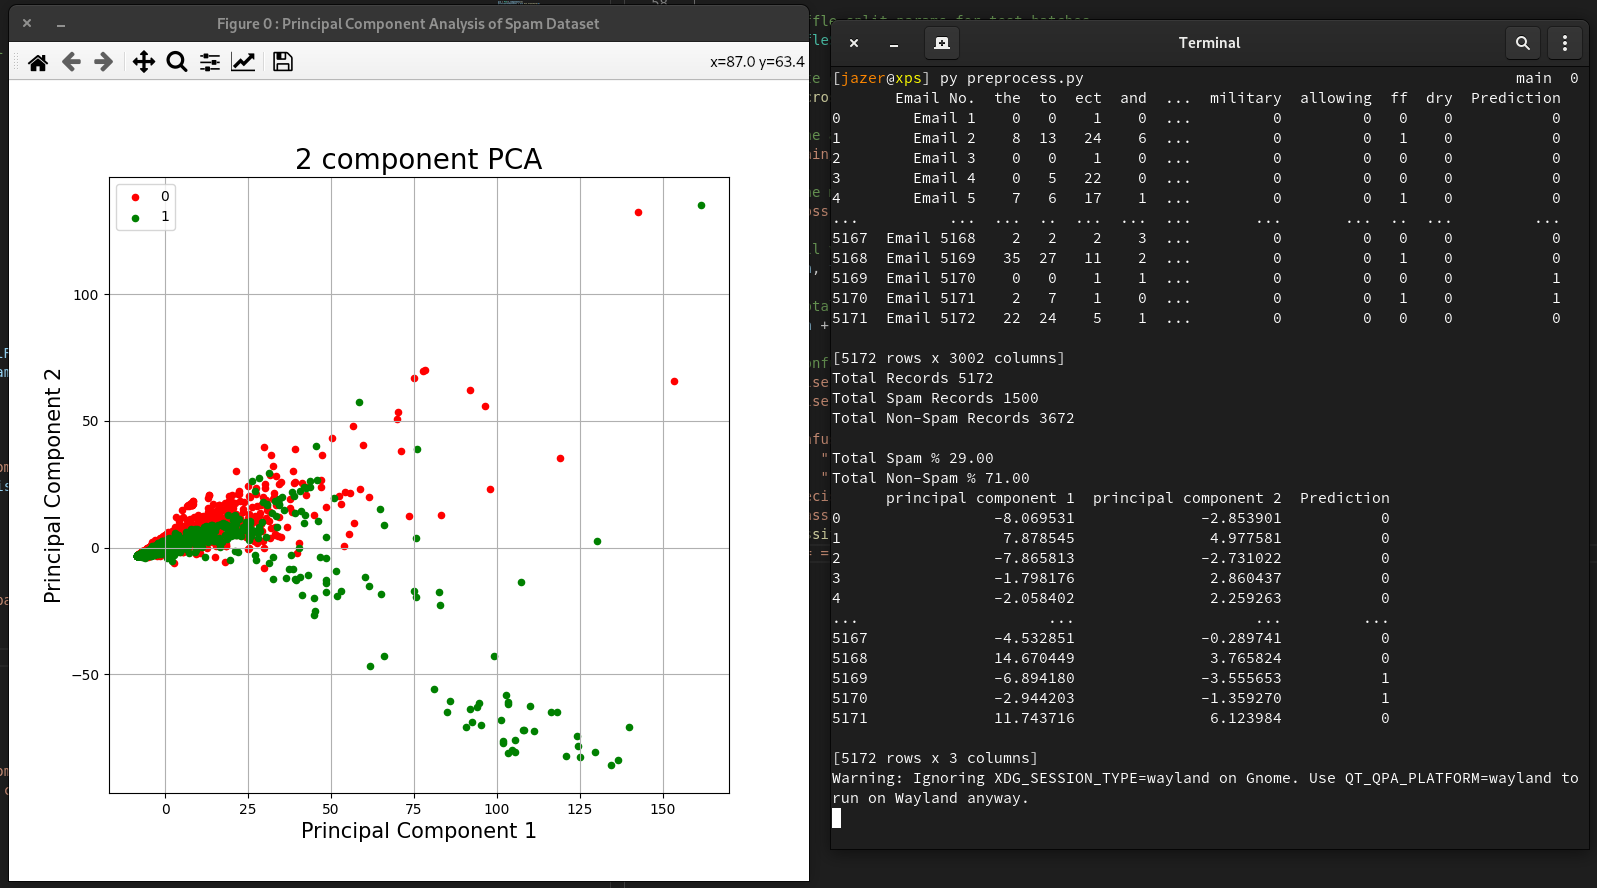 Figure 0 : Principal Component Analysis of Spam Dataset
x=87.0 y=63.4
2 component PCA
0
1
100
50
0
−50
Principal Component 2
0 25 50 75 100 125 150
Principal Component 1
Terminal
[jazer@xps] py preprocess.py main 0
Email No. the to ect and ... military allowing ff dry Prediction
0 Email 1 0 0 1 0 ... 0 0 0 0 0
1 Email 2 8 13 24 6 ... 0 0 1 0 0
2 Email 3 0 0 1 0 ... 0 0 0 0 0
3 Email 4 0 5 22 0 ... 0 0 0 0 0
4 Email 5 7 6 17 1 ... 0 0 1 0 0
... ... ... .. ... ... ... ... ... .. ... ...
5167 Email 5168 2 2 2 3 ... 0 0 0 0 0
5168 Email 5169 35 27 11 2 ... 0 0 1 0 0
5169 Email 5170 0 0 1 1 ... 0 0 0 0 1
5170 Email 5171 2 7 1 0 ... 0 0 1 0 1
5171 Email 5172 22 24 5 1 ... 0 0 0 0 0
[5172 rows x 3002 columns]
Total Records 5172
Total Spam Records 1500
Total Non-Spam Records 3672
Total Spam % 29.00
Total Non-Spam % 71.00
principal component 1 principal component 2 Prediction
0 -8.069531 -2.853901 0
1 7.878545 4.977581 0
2 -7.865813 -2.731022 0
3 -1.798176 2.860437 0
4 -2.058402 2.259263 0
... ... ... ...
5167 -4.532851 -0.289741 0
5168 14.670449 3.765824 0
5169 -6.894180 -3.555653 1
5170 -2.944203 -1.359270 1
5171 11.743716 6.123984 0
[5172 rows x 3 columns]
Warning: Ignoring XDG_SESSION_TYPE=wayland on Gnome. Use QT_QPA_PLATFORM=wayland to
run on Wayland anyway.